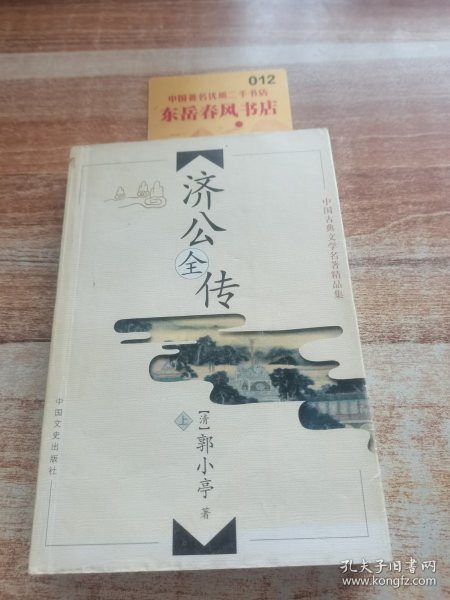 012
中国著名优质二手书店
东岳春风书店
济公全传
中国古典文学名著精品集
上
[清]郭小亭 著
中国文史出版社
孔夫子旧书网
www.kongfz.com